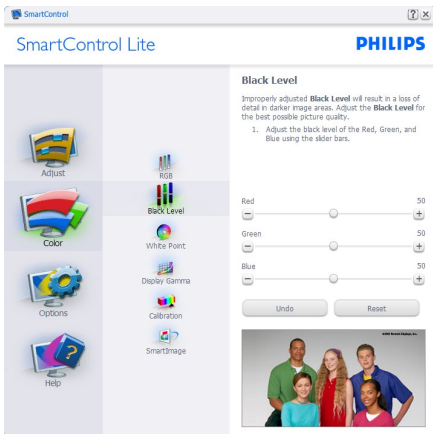 SmartControl
? ×
SmartControl Lite
PHILIPS
Black Level
Improperly adjusted Black Level will result in a loss of
detail in darker image areas. Adjust the Black Level for
the best possible picture quality.
1. Adjust the black level of the Red, Green, and
Blue using the slider bars.
Adjust
Color
Options
Help
RGB
Black Level
White Point
Display Gamma
Calibration
SmartImage
Red 50
Green 50
Blue 50
Undo Reset